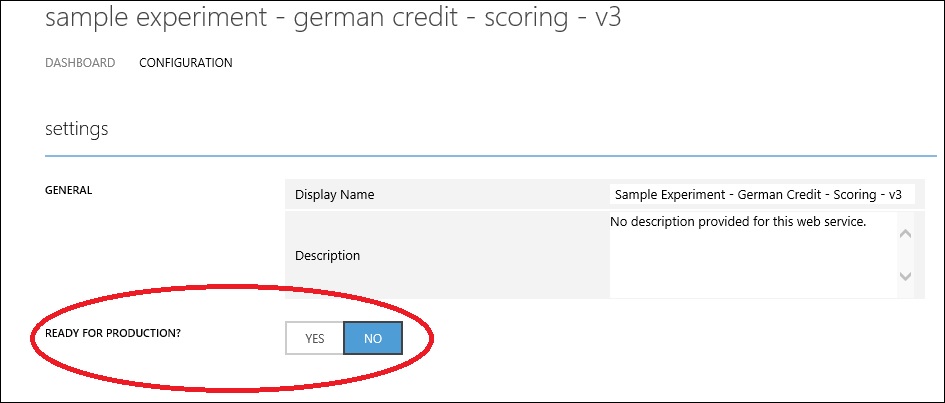 sample experiment - german credit - scoring - v3
DASHBOARD CONFIGURATION
settings
GENERAL
Display Name Sample Experiment - German Credit - Scoring - v3
No description provided for this web service.
Description
READY FOR PRODUCTION? YES NO